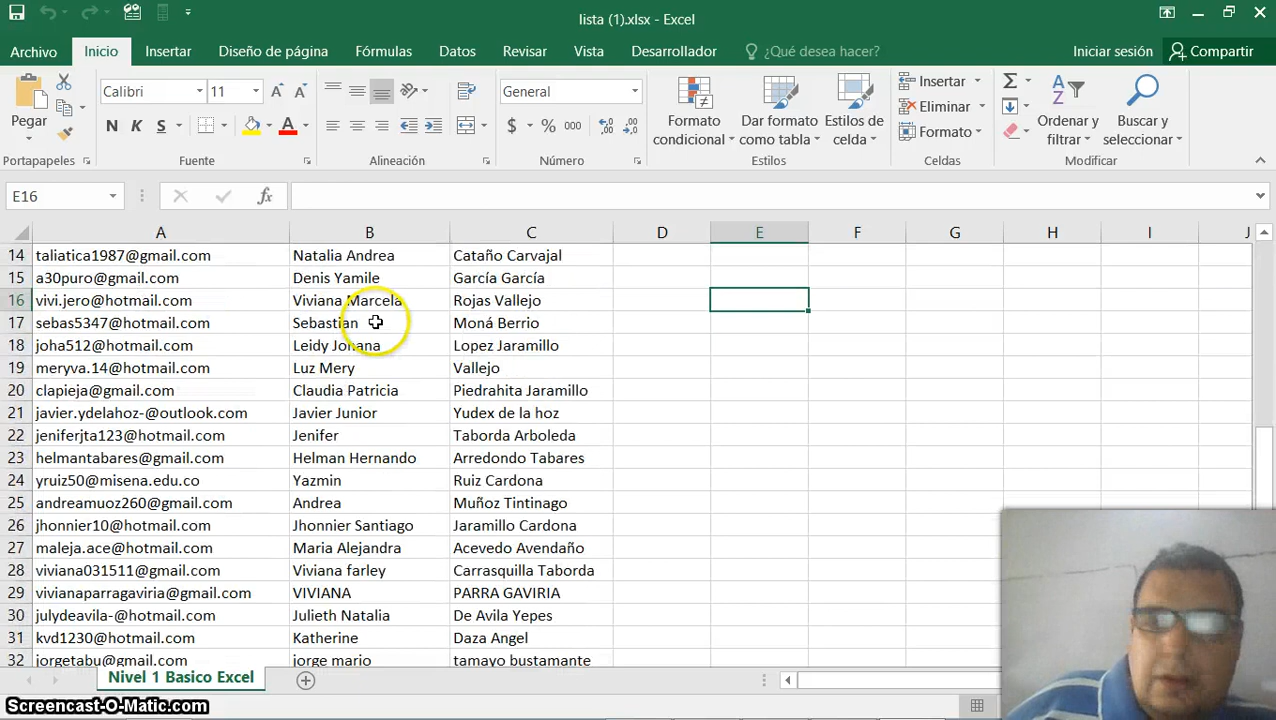 lista (1).xlsx - Excel
Archivo Inicio Insertar Diseño de página Fórmulas Datos Revisar Vista Desarrollador ¿Qué desea hacer? Iniciar sesión Compartir
Calibri 11 General
Pegar
N K S
$ % 000
Formato condicional
Dar formato como tabla
Estilos de celda
Insertar
Eliminar
Formato
Ordenar y filtrar
Buscar y seleccionar
Portapapeles Fuente Alineación Número Estilos Celdas Modificar
E16 fx
A B C D E F G H I J
14 taliatica1987@gmail.com Natalia Andrea Cataño Carvajal
15 a30puro@gmail.com Denis Yamile García García
16 vivi.jero@hotmail.com Viviana Marcela Rojas Vallejo
17 sebas5347@hotmail.com Sebastian Moná Berrio
18 joha512@hotmail.com Leidy Johana Lopez Jaramillo
19 meryva.14@hotmail.com Luz Mery Vallejo
20 clapieja@gmail.com Claudia Patricia Piedrahita Jaramillo
21 javier.ydelahoz-@outlook.com Javier Junior Yudex de la hoz
22 jeniferjta123@hotmail.com Jenifer Taborda Arboleda
23 helmantabares@gmail.com Helman Hernando Arredondo Tabares
24 yruiz50@misena.edu.co Yazmin Ruiz Cardona
25 andreamuoz260@gmail.com Andrea Muñoz Tintinago
26 jhonnier10@hotmail.com Jhonnier Santiago Jaramillo Cardona
27 maleja.ace@hotmail.com Maria Alejandra Acevedo Avendaño
28 viviana031511@gmail.com Viviana farley Carrasquilla Taborda
29 vivianaparragaviria@gmail.com VIVIANA PARRA GAVIRIA
30 julydeavila-@hotmail.com Julieth Natalia De Avila Yepes
31 kvd1230@hotmail.com Katherine Daza Angel
32 jorgetabu@gmail.com jorge mario tamayo bustamante
Nivel 1 Basico Excel
Screencast-O-Matic.com